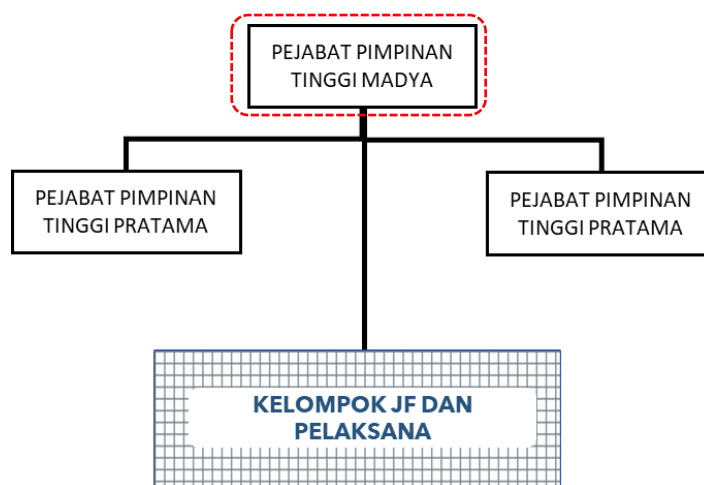 PEJABAT PIMPINAN
TINGGI MADYA
PEJABAT PIMPINAN
TINGGI PRATAMA
PEJABAT PIMPINAN
TINGGI PRATAMA
KELOMPOK JF DAN
PELAKSANA